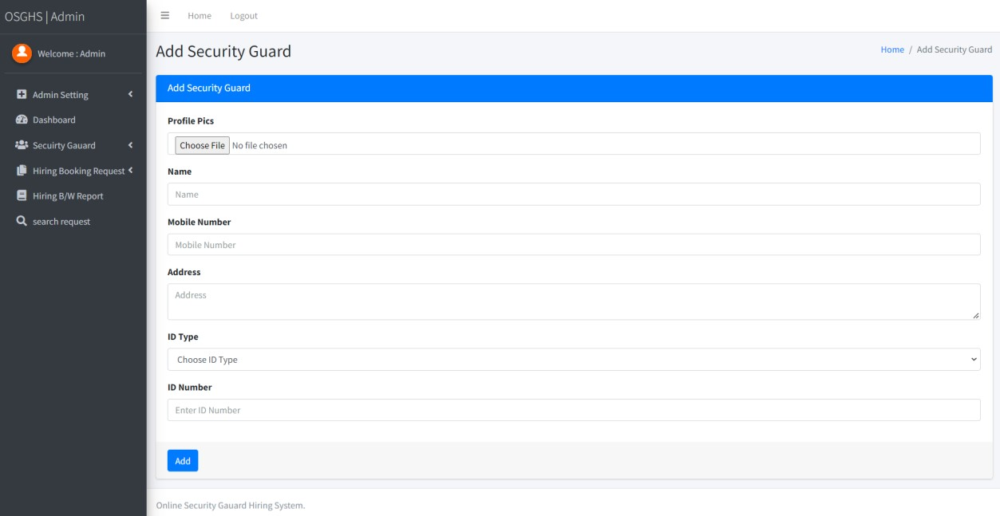 OSGHS | Admin
Home Logout
Welcome : Admin
Add Security Guard
Home / Add Security Guard
Admin Setting
Dashboard
Secuirty Gauard
Hiring Booking Request
Hiring B/W Report
search request
Add Security Guard
Profile Pics
Choose File No file chosen
Name
Name
Mobile Number
Mobile Number
Address
Address
ID Type
Choose ID Type
ID Number
Enter ID Number
Add
Online Security Gauard Hiring System.